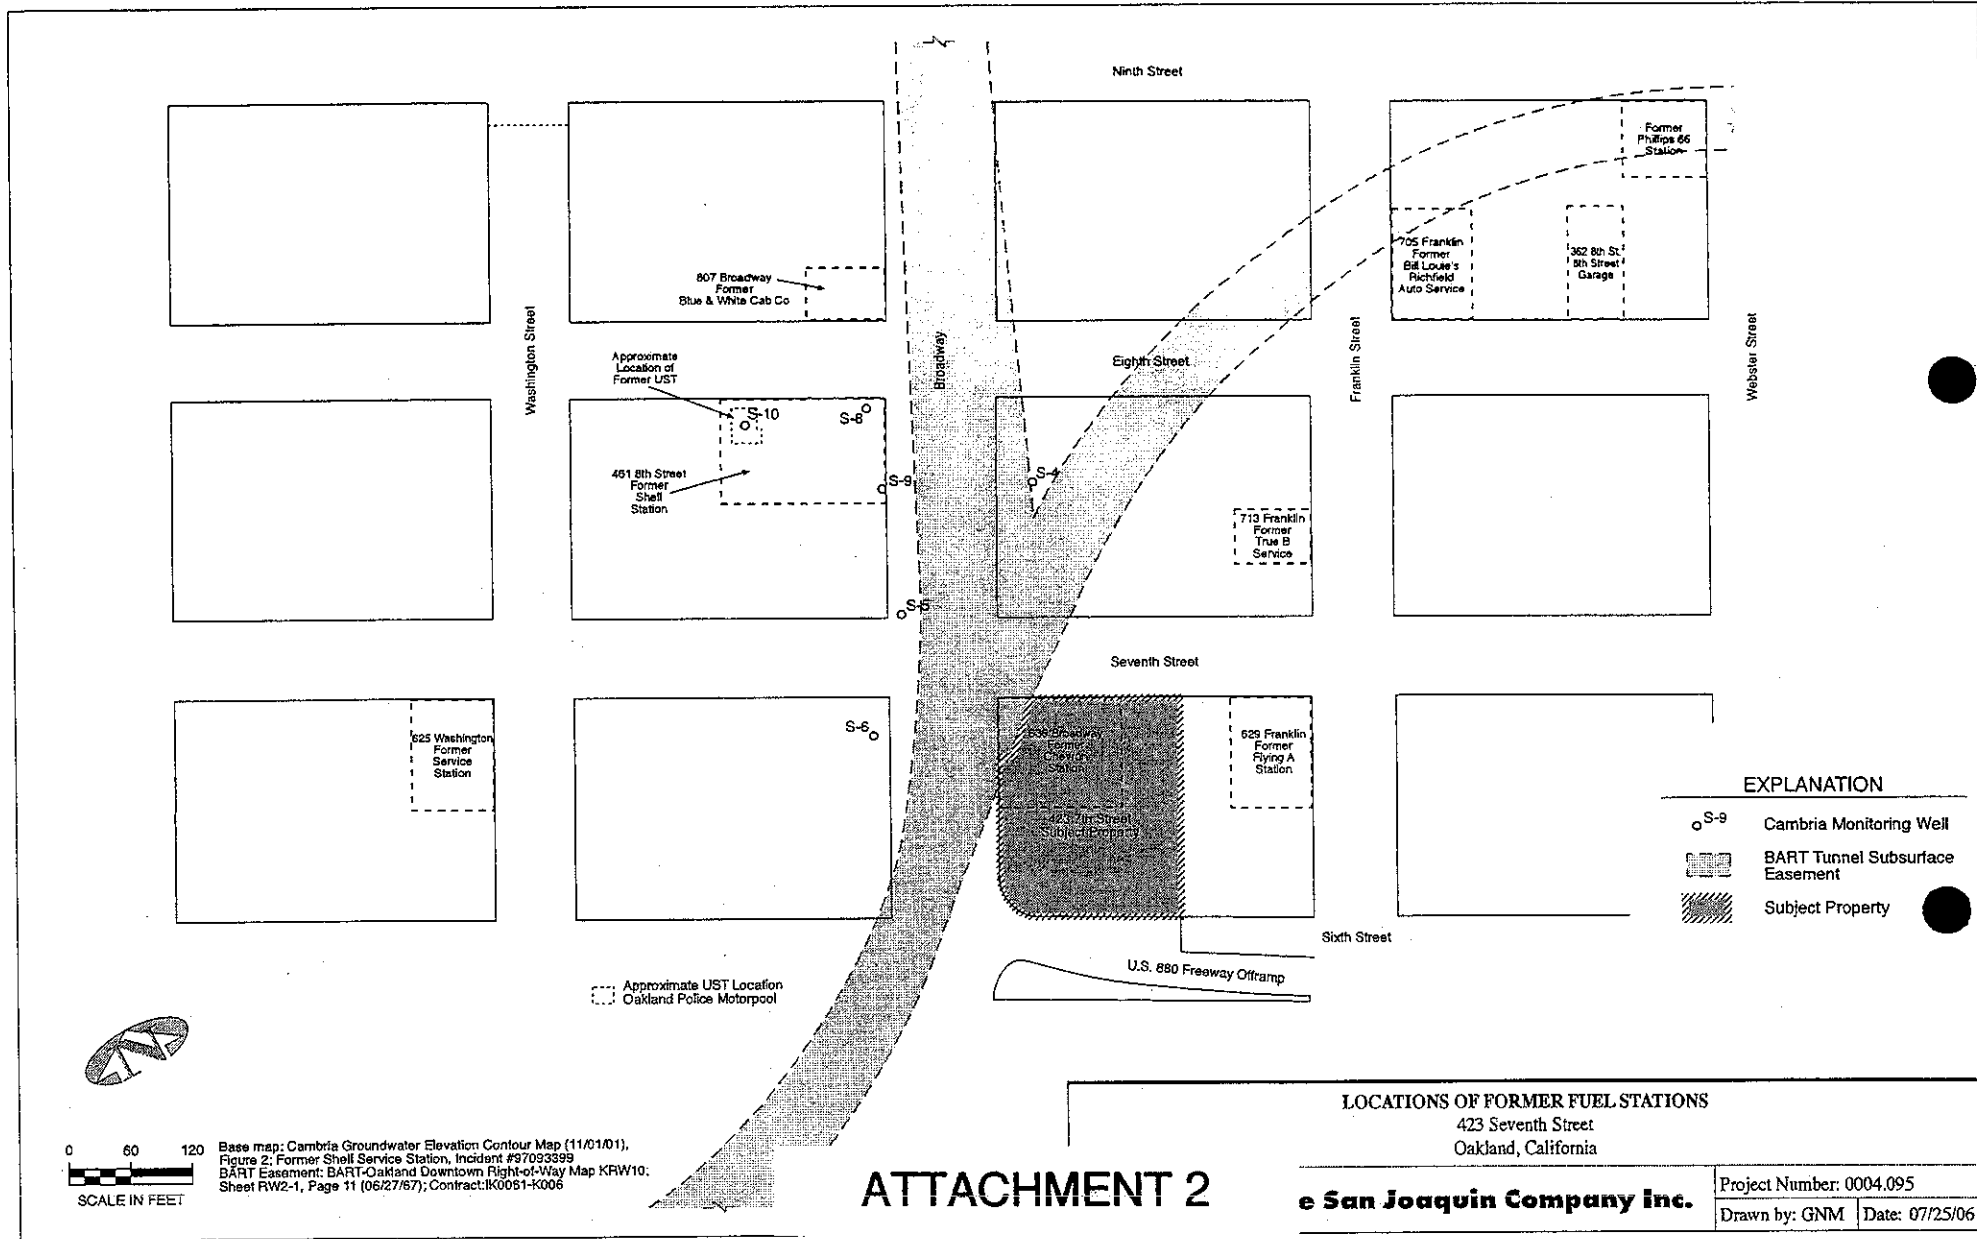 Ninth Street
Former
Phillips 66
Station
705 Franklin
Former
Bill Louie's
Richfield
Auto Service
362 8th St.
8th Street
Garage
807 Broadway
Former
Blue & White Cab Co
Washington Street
Broadway
Franklin Street
Webster Street
Eighth Street
Approximate
Location of
Former UST
S-10
S-8
461 8th Street
Former
Shell
Station
S-9
S-4
713 Franklin
Former
True B
Service
S-5
Seventh Street
625 Washington
Former
Service
Station
S-6
636 Broadway
Former
Chevron
Station
629 Franklin
Former
Flying A
Station
423 7th Street
Subject Property
EXPLANATION
S-9 Cambria Monitoring Well
BART Tunnel Subsurface
Easement
Subject Property
Sixth Street
U.S. 880 Freeway Offramp
Approximate UST Location
Oakland Police Motorpool
0 60 120
SCALE IN FEET
Base map: Cambria Groundwater Elevation Contour Map (11/01/01),
Figure 2; Former Shell Service Station, Incident #97093399
BART Easement: BART-Oakland Downtown Right-of-Way Map KRW10;
Sheet RW2-1, Page 11 (06/27/67); Contract:IK0061-K006
ATTACHMENT 2
LOCATIONS OF FORMER FUEL STATIONS
423 Seventh Street
Oakland, California
e San Joaquin Company Inc.
Project Number: 0004.095
Drawn by: GNM
Date: 07/25/06